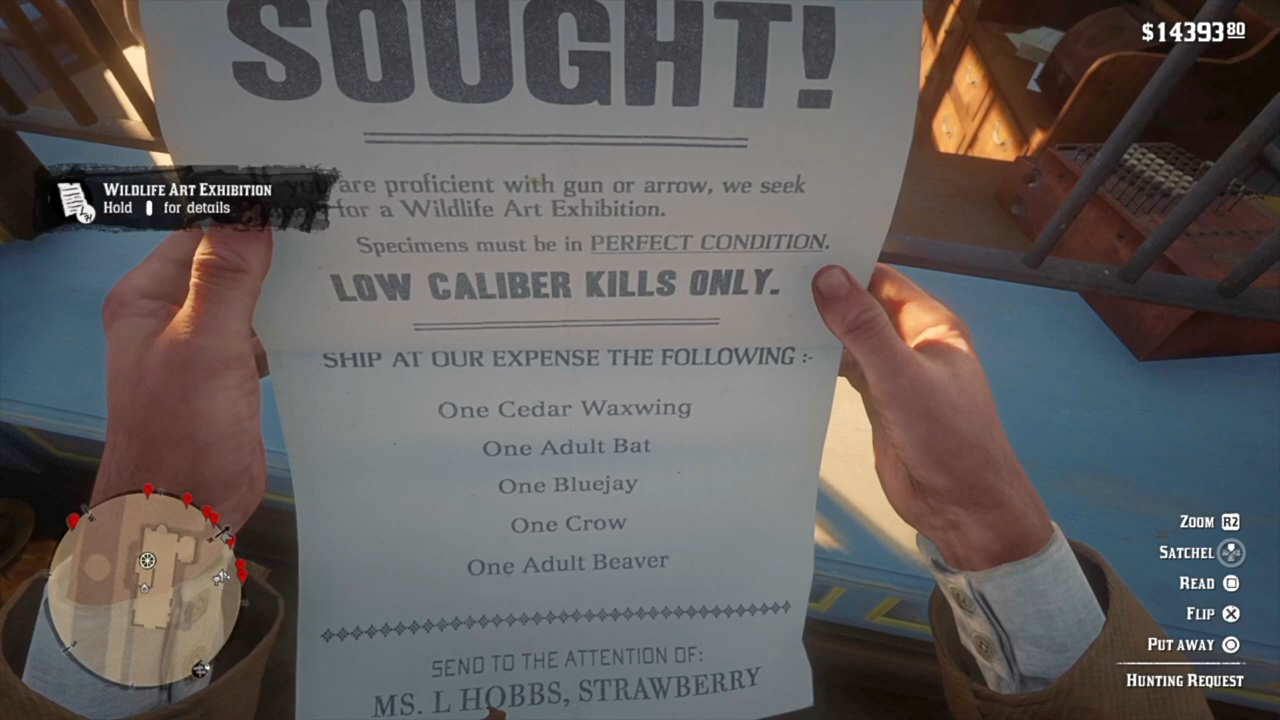 SOUGHT!
$14393 80
WILDLIFE ART EXHIBITION
Hold for details
you are proficient with gun or arrow, we seek
for a Wildlife Art Exhibition.
Specimens must be in PERFECT CONDITION.
LOW CALIBER KILLS ONLY.
SHIP AT OUR EXPENSE THE FOLLOWING :-
One Cedar Waxwing
One Adult Bat
One Bluejay
One Crow
One Adult Beaver
SEND TO THE ATTENTION OF:
MS. L HOBBS, STRAWBERRY
ZOOM R2
SATCHEL
READ
FLIP
PUT AWAY
HUNTING REQUEST